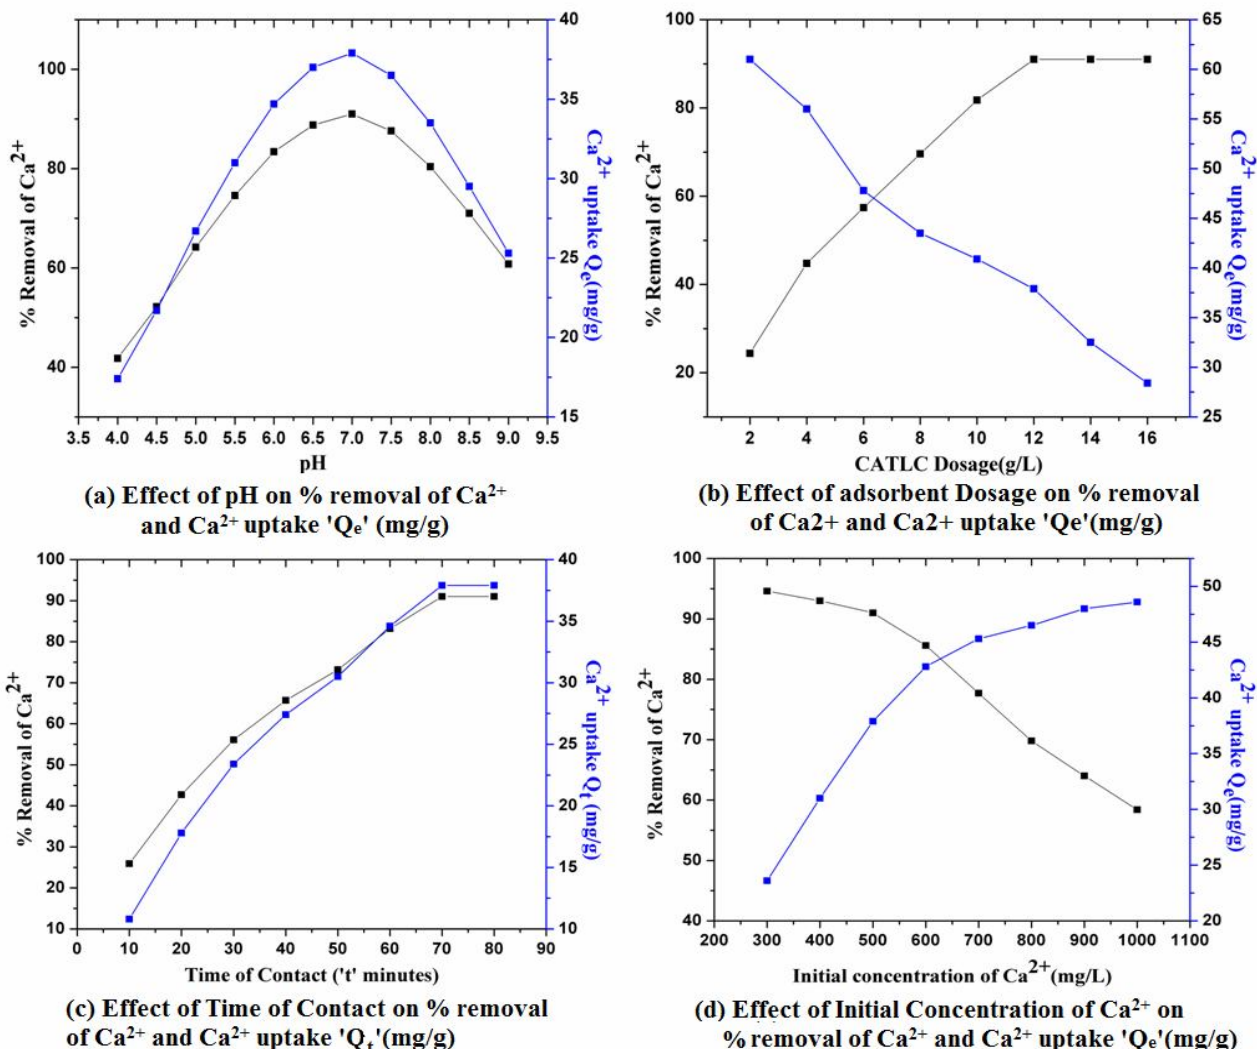 % Removal of Ca2+
100
80
60
40
40
35
30
25
20
15
Ca2+ uptake Qe(mg/g)
3.5 4.0 4.5 5.0 5.5 6.0 6.5 7.0 7.5 8.0 8.5 9.0 9.5
pH
(a) Effect of pH on % removal of Ca2+
and Ca2+ uptake 'Qe' (mg/g)
% Removal of Ca2+
100
80
60
40
20
65
60
55
50
45
40
35
30
25
Ca2+ uptake Qe(mg/g)
2 4 6 8 10 12 14 16
CATLC Dosage(g/L)
(b) Effect of adsorbent Dosage on % removal
of Ca2+ and Ca2+ uptake 'Qe'(mg/g)
% Removal of Ca2+
100
90
80
70
60
50
40
30
20
10
40
35
30
25
20
15
10
Ca2+ uptake Qt (mg/g)
0 10 20 30 40 50 60 70 80 90
Time of Contact ('t' minutes)
(c) Effect of Time of Contact on % removal
of Ca2+ and Ca2+ uptake 'Qt'(mg/g)
% Removal of Ca2+
100
90
80
70
60
50
40
50
45
40
35
30
25
20
Ca2+ uptake Qe(mg/g)
200 300 400 500 600 700 800 900 1000 1100
Initial concentration of Ca2+(mg/L)
(d) Effect of Initial Concentration of Ca2+ on
% removal of Ca2+ and Ca2+ uptake 'Qe'(mg/g)